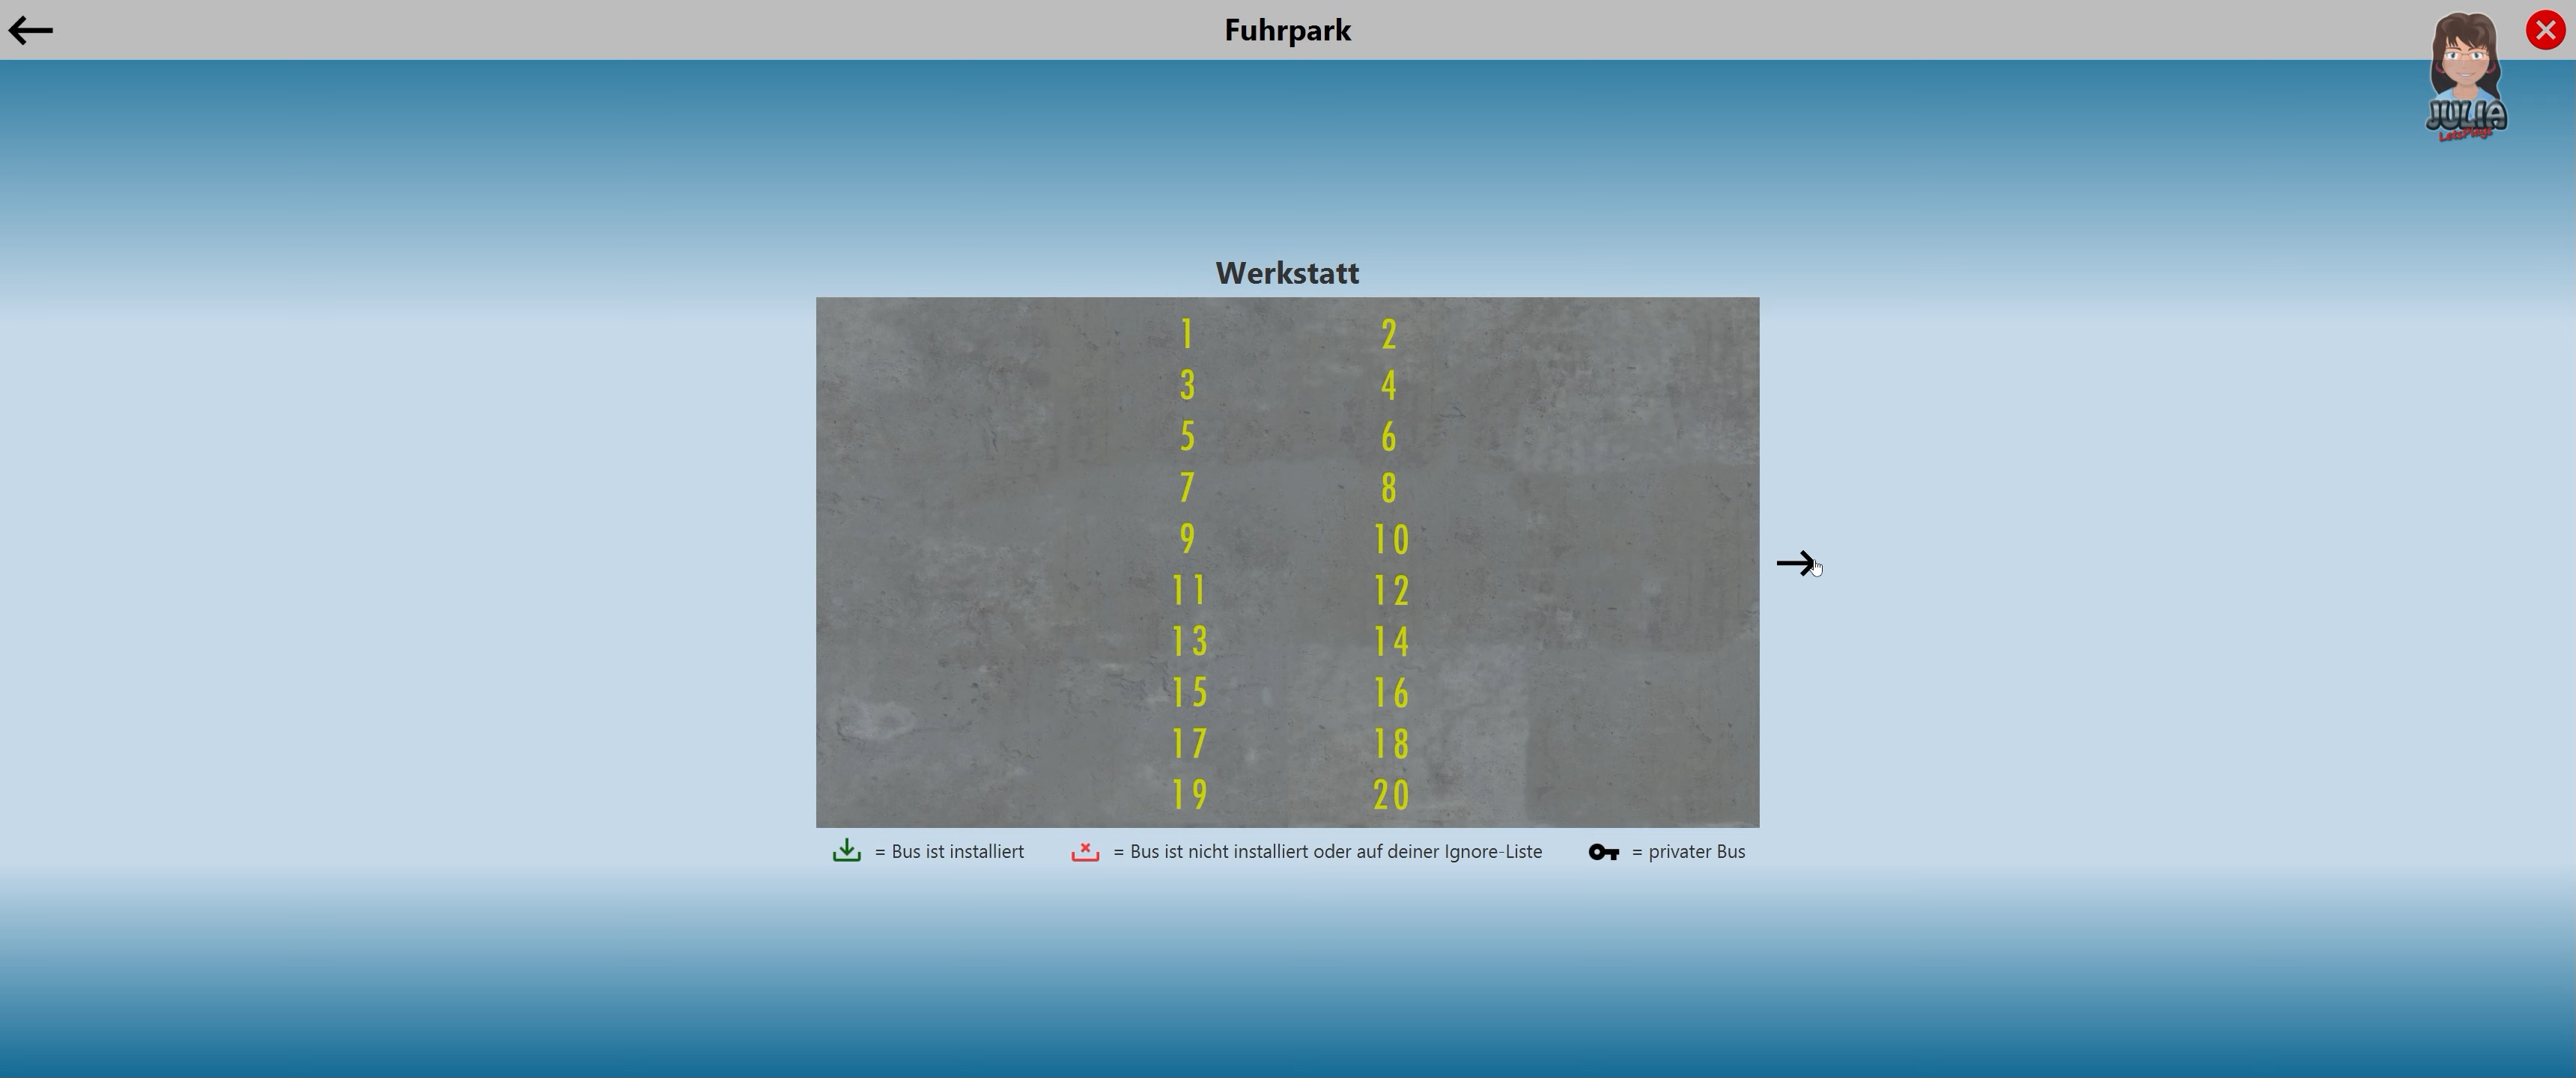 Fuhrpark
JULIA
LetsPlays
Werkstatt
1 2
3 4
5 6
7 8
9 10
11 12
13 14
15 16
17 18
19 20
= Bus ist installiert = Bus ist nicht installiert oder auf deiner Ignore-Liste = privater Bus